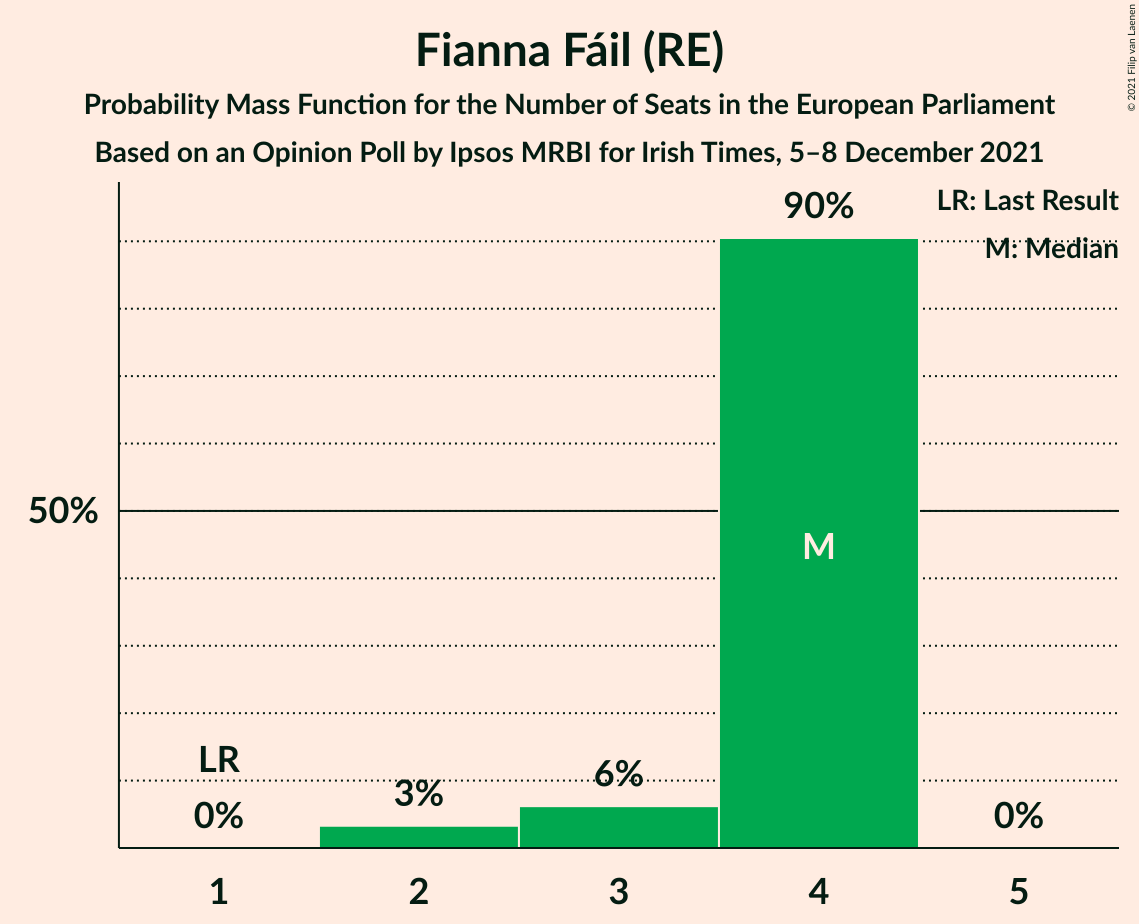 Fianna Fáil (RE)
Probability Mass Function for the Number of Seats in the European Parliament
Based on an Opinion Poll by Ipsos MRBI for Irish Times, 5–8 December 2021
© 2021 Filip van Laenen
LR: Last Result
M: Median
90%
50%
M
LR
0%
3%
6%
0%
1
2
3
4
5